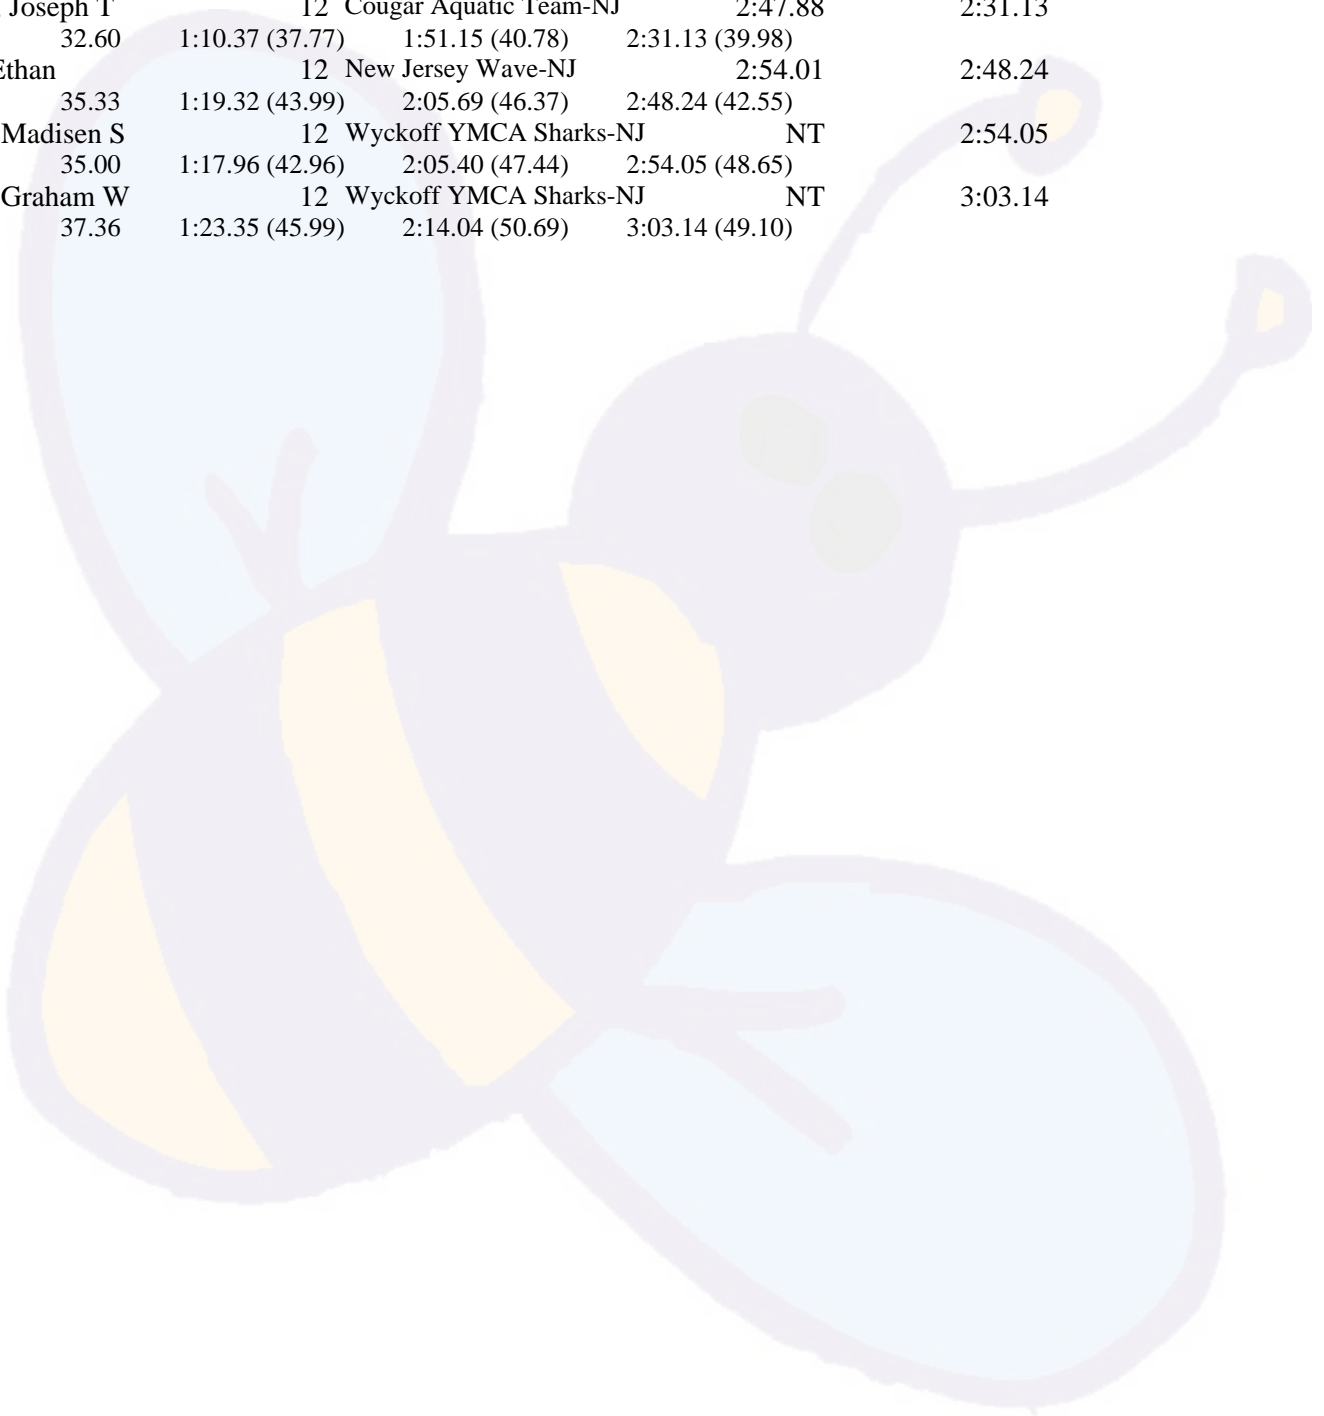 Joseph T 12 Cougar Aquatic Team-NJ 2:47.88 2:31.13
32.60 1:10.37 (37.77) 1:51.15 (40.78) 2:31.13 (39.98)
Ethan 12 New Jersey Wave-NJ 2:54.01 2:48.24
35.33 1:19.32 (43.99) 2:05.69 (46.37) 2:48.24 (42.55)
Madisen S 12 Wyckoff YMCA Sharks-NJ NT 2:54.05
35.00 1:17.96 (42.96) 2:05.40 (47.44) 2:54.05 (48.65)
Graham W 12 Wyckoff YMCA Sharks-NJ NT 3:03.14
37.36 1:23.35 (45.99) 2:14.04 (50.69) 3:03.14 (49.10)